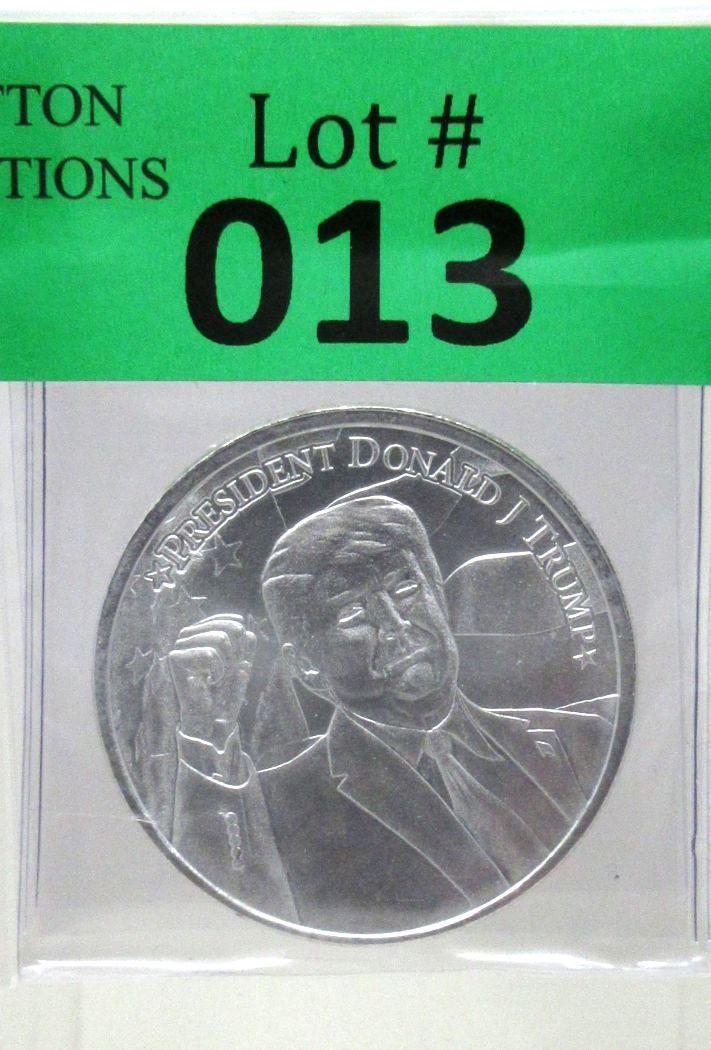 TTON
TIONS
Lot #
013
PRESIDENT DONALD J TRUMP